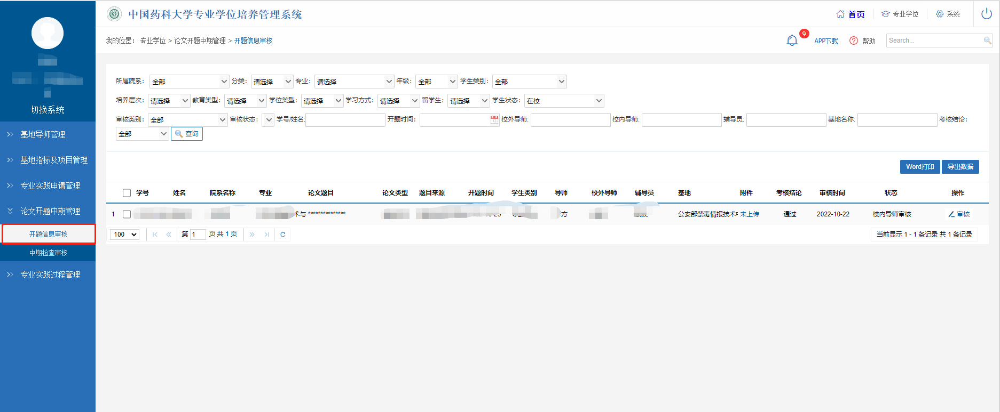 中国药科大学专业学位培养管理系统
首页 专业学位 系统
我的位置: 专业学位 > 论文开题中期管理 > 开题信息审核
9 APP下载 ? 帮助 Search...
切换系统
基地导师管理
基地指标及项目管理
专业实践申请管理
论文开题中期管理
开题信息审核
中期检查审核
专业实践过程管理
所属院系: 全部 分类: 请选择 专业: 请选择 年级: 全部 学生类别: 全部
培养层次: 请选择 教育类型: 请选择 学位类型: 请选择 学习方式: 请选择 留学生: 请选择 学生状态: 在校
审核类别: 全部 审核状态: 学号/姓名: 开题时间: 校外导师: 校内导师: 辅导员: 基地名称: 考核结论:
全部 查询
Word打印 导出数据
学号 姓名 院系名称 专业 论文题目 论文类型 题目来源 开题时间 学生类别 导师 校外导师 辅导员 基地 附件 考核结论 审核时间 状态 操作
1 术与 *************** 方 公安部禁毒情报技术 未上传 通过 2022-10-22 校内导师审核 审核
100 第 1 页 共 1 页 当前显示 1 - 1 条记录 共 1 条记录